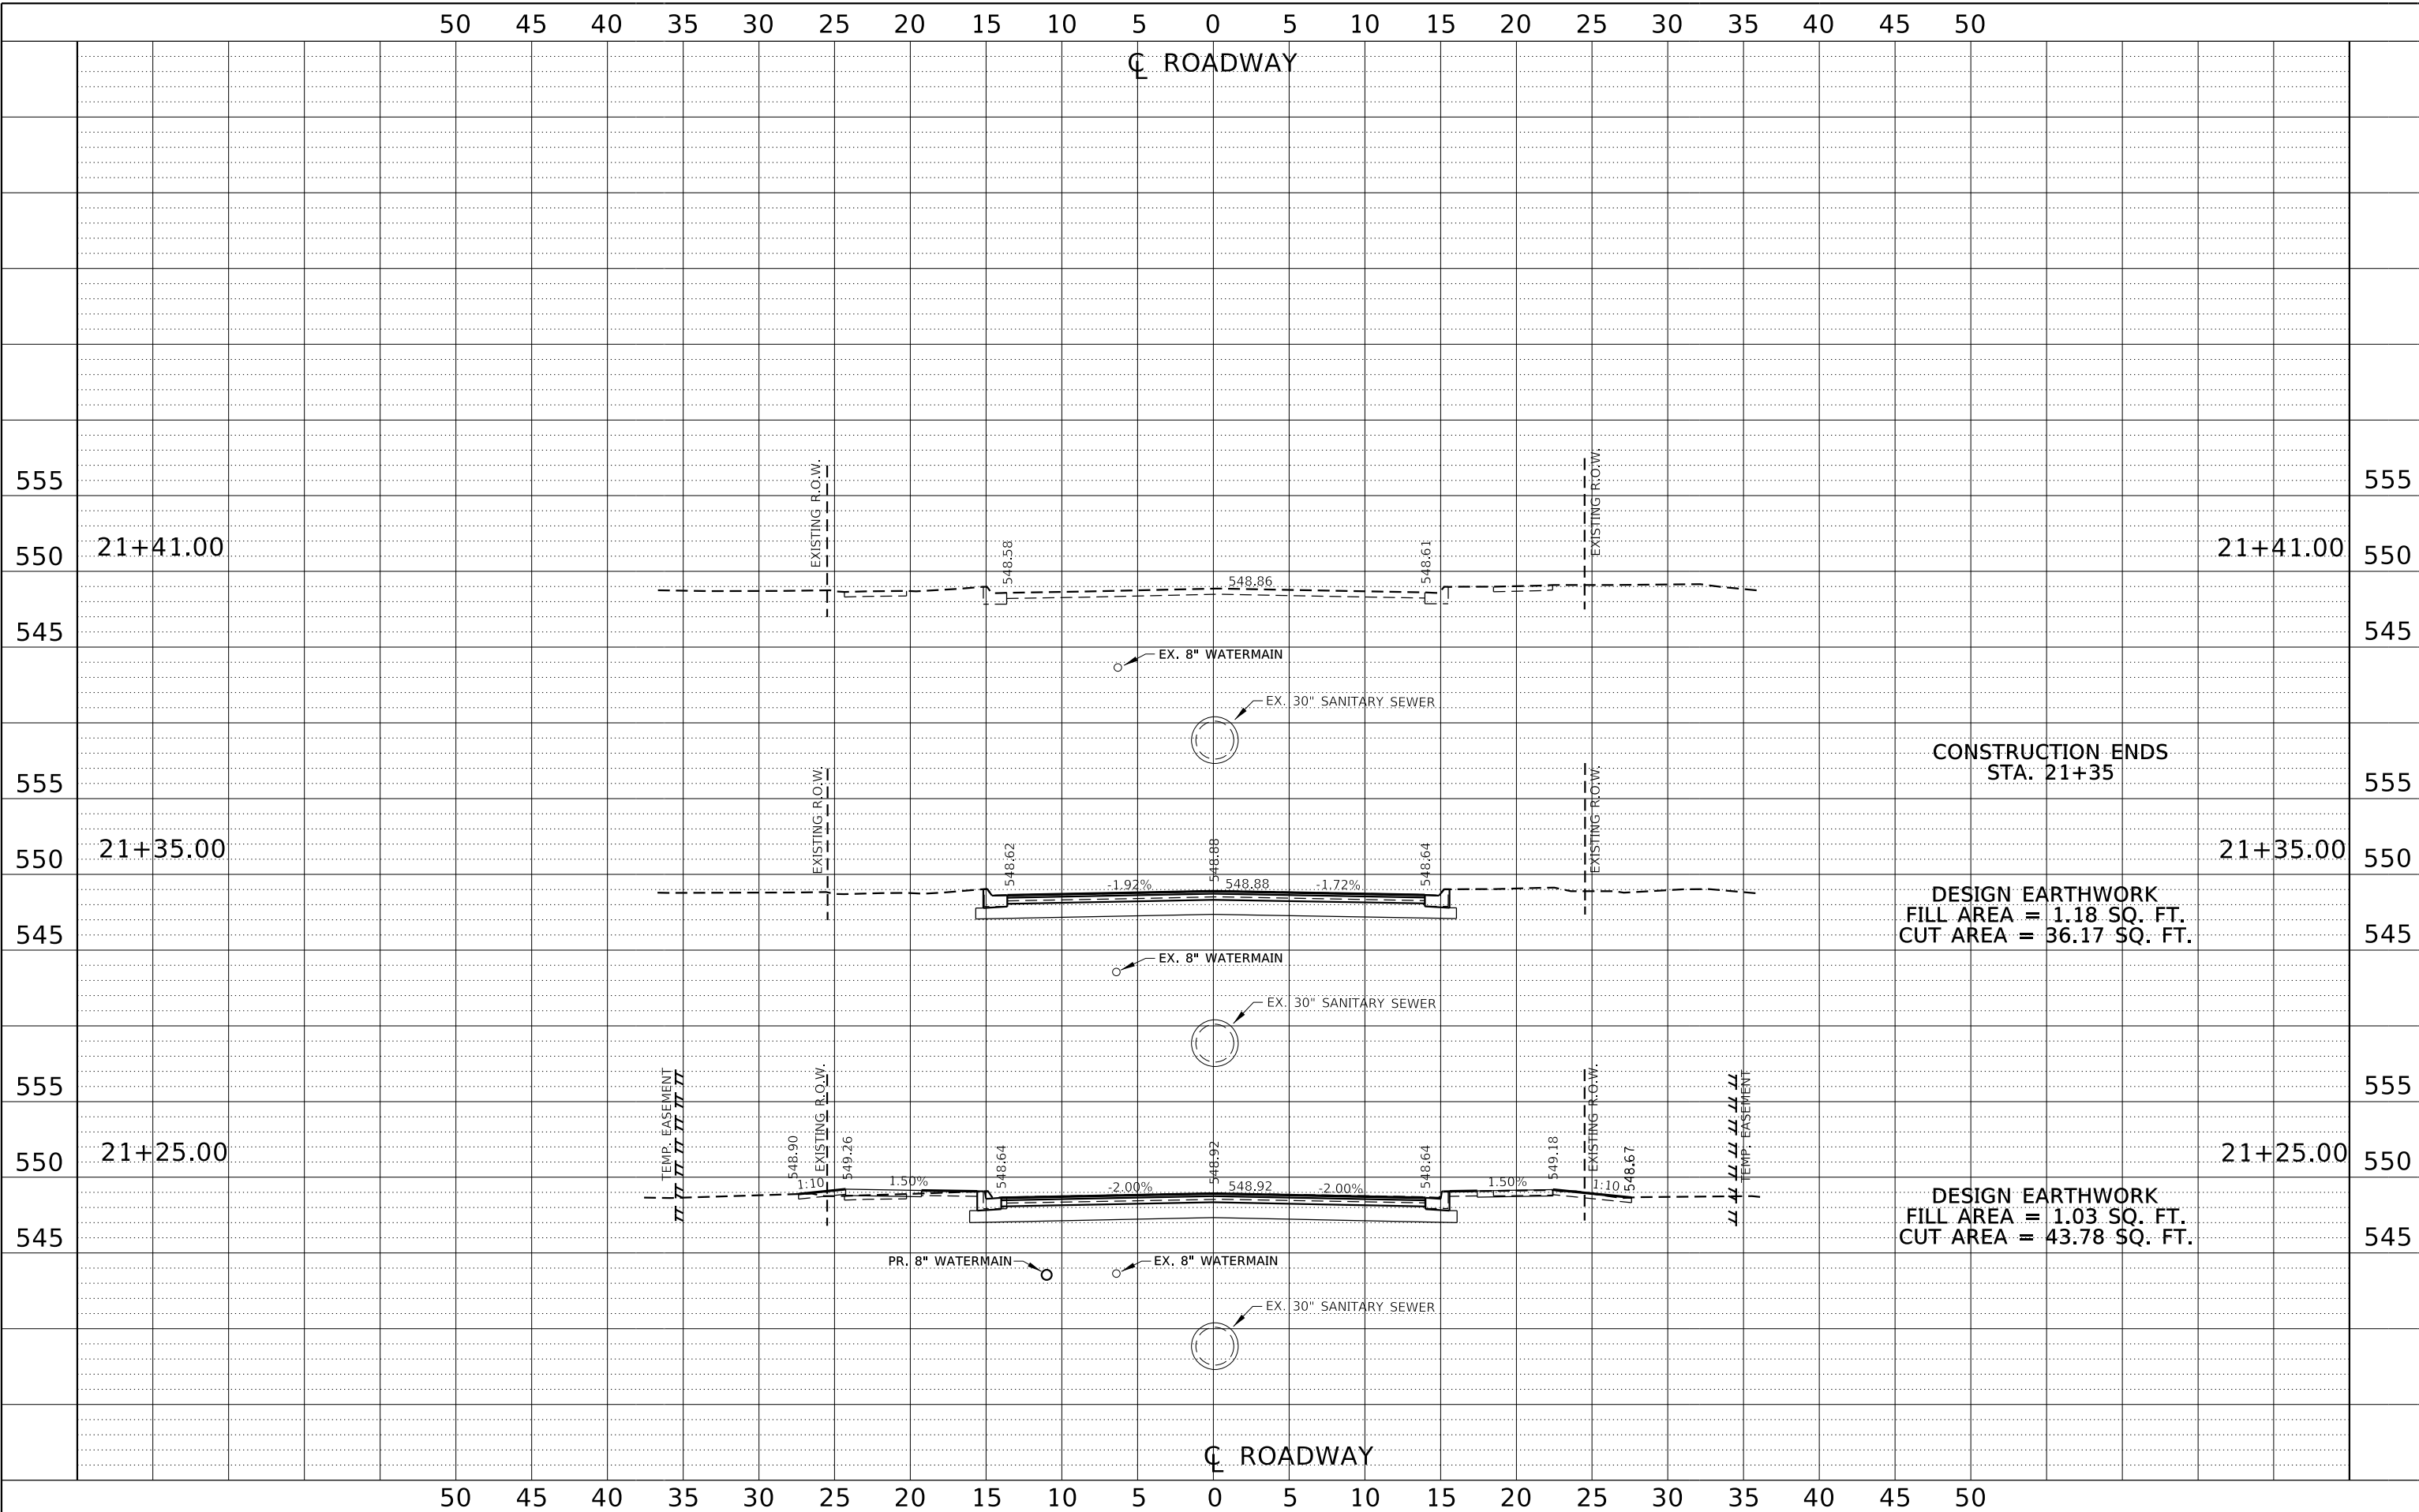 50 45 40 35 30 25 20 15 10 5 0 5 10 15 20 25 30 35 40 45 50
℄ ROADWAY
555 EXISTING R.O.W. EXISTING R.O.W. 555
550 21+41.00 548.58 548.86 548.61 21+41.00 550
545 545
EX. 8" WATERMAIN
EX. 30" SANITARY SEWER
CONSTRUCTION ENDS
STA. 21+35
555 EXISTING R.O.W. EXISTING R.O.W. 555
550 21+35.00 548.62 548.88 548.64 21+35.00 550
-1.92% 548.88 -1.72%
DESIGN EARTHWORK
FILL AREA = 1.18 SQ. FT.
CUT AREA = 36.17 SQ. FT.
545 545
EX. 8" WATERMAIN
EX. 30" SANITARY SEWER
555 TEMP. EASEMENT EXISTING R.O.W. EXISTING R.O.W. TEMP. EASEMENT 555
550 21+25.00 548.90 549.26 548.64 548.92 548.64 549.18 548.67 21+25.00 550
1:10 1.50% -2.00% 548.92 -2.00% 1.50% 1:10
DESIGN EARTHWORK
FILL AREA = 1.03 SQ. FT.
CUT AREA = 43.78 SQ. FT.
545 545
PR. 8" WATERMAIN EX. 8" WATERMAIN
EX. 30" SANITARY SEWER
℄ ROADWAY
50 45 40 35 30 25 20 15 10 5 0 5 10 15 20 25 30 35 40 45 50